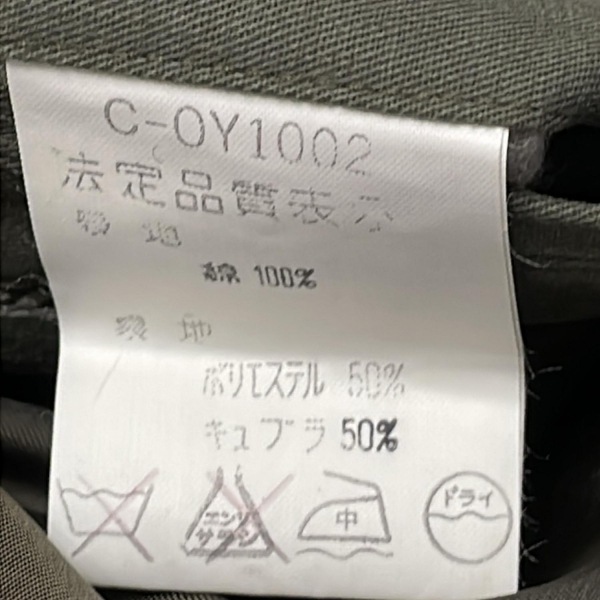 C-OY1002
法定品質表示
表地
綿 100%
裏地
ポリエステル 50%
キュプラ 50%
エンソ
サラシ
中
ドライ